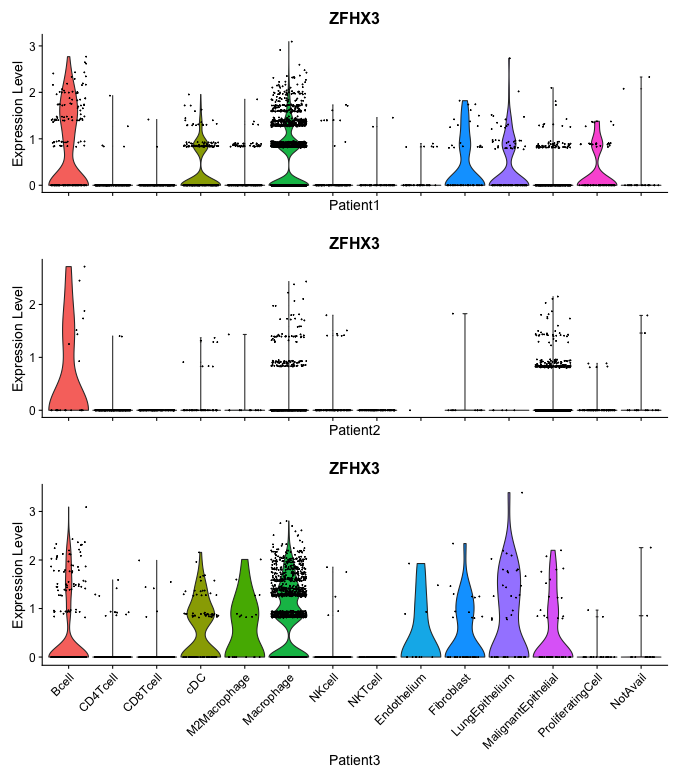 ZFHX3
Expression Level
3
2
1
0
Patient1
ZFHX3
Expression Level
2
1
0
Patient2
ZFHX3
Expression Level
3
2
1
0
Bcell
CD4Tcell
CD8Tcell
cDC
M2Macrophage
Macrophage
NKcell
NKTcell
Endothelium
Fibroblast
LungEpithelium
MalignantEpithelial
ProliferatingCell
NotAvail
Patient3